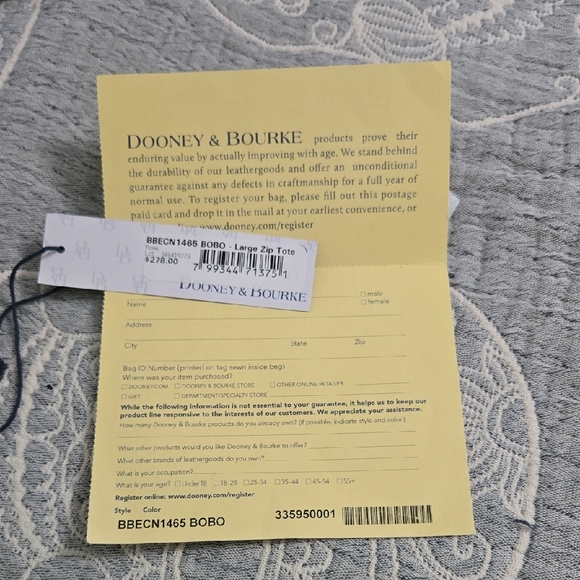 DOONEY & BOURKE products prove their
enduring value by actually improving with age. We stand behind
the durability of our leathergoods and offer an unconditional
guarantee against any defects in craftmanship for a full year of
normal use. To register your bag, please fill out this postage
paid card and drop it in the mail at your earliest convenience, or
www.dooney.com/register
BBECN1465 BOBO - Large Zip Tote
$278.00
7 99344 71375 1
DOONEY & BOURKE
□ male
Name □ female
Address
City State Zip
Bag ID Number (printed on tag sewn inside bag)
Where was your item purchased?
□ DOONEY.COM □ DOONEY & BOURKE STORE □ OTHER ONLINE RETAILER
□ GIFT □ DEPARTMENT/SPECIALTY STORE
While the following information is not essential to your guarantee, it helps us to keep our
product line responsive to the interests of our customers. We appreciate your assistance.
How many Dooney & Bourke products do you already own? (If possible, indicate style and color.)
What other products would you like Dooney & Bourke to offer?
What other brands of leathergoods do you own?
What is your occupation?
What is your age? □ Under 18 □ 18-24 □ 25-34 □ 35-44 □ 45-54 □ 55+
Register online: www.dooney.com/register
Style Color
BBECN1465 BOBO 335950001